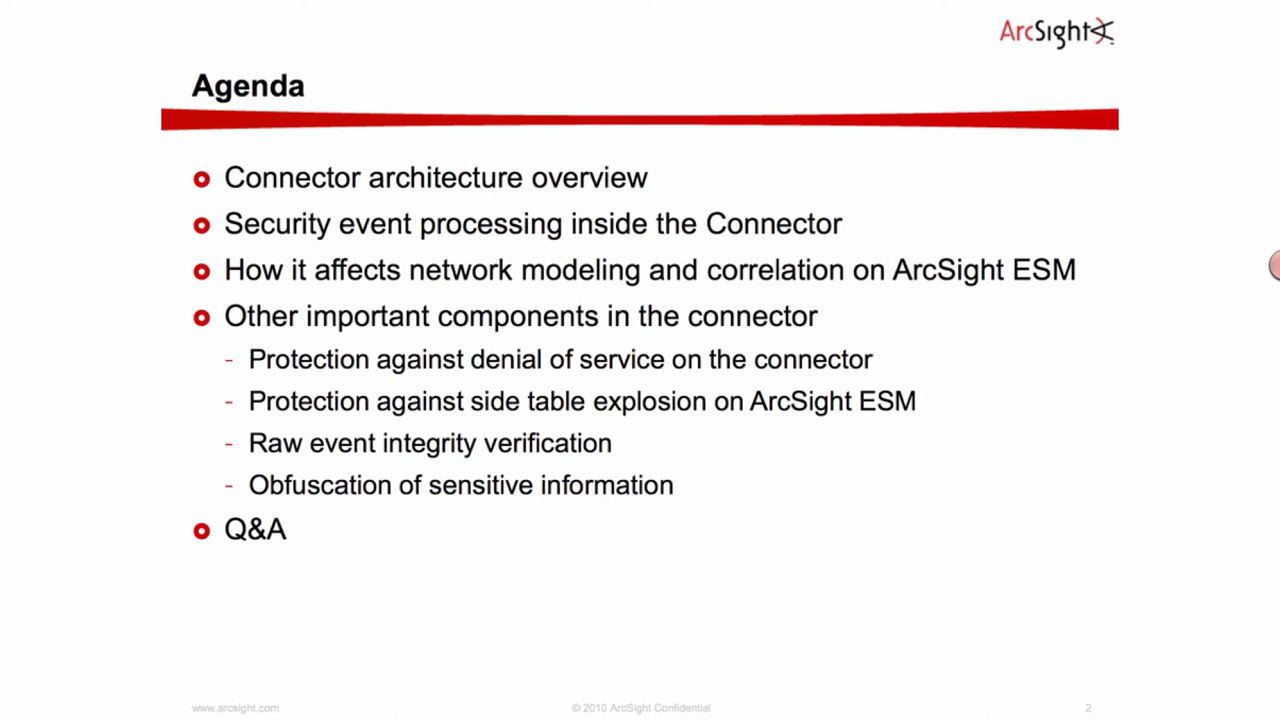 ArcSight
Agenda
Connector architecture overview
Security event processing inside the Connector
How it affects network modeling and correlation on ArcSight ESM
Other important components in the connector
- Protection against denial of service on the connector
- Protection against side table explosion on ArcSight ESM
- Raw event integrity verification
- Obfuscation of sensitive information
Q&A
www.arcsight.com © 2010 ArcSight Confidential 2